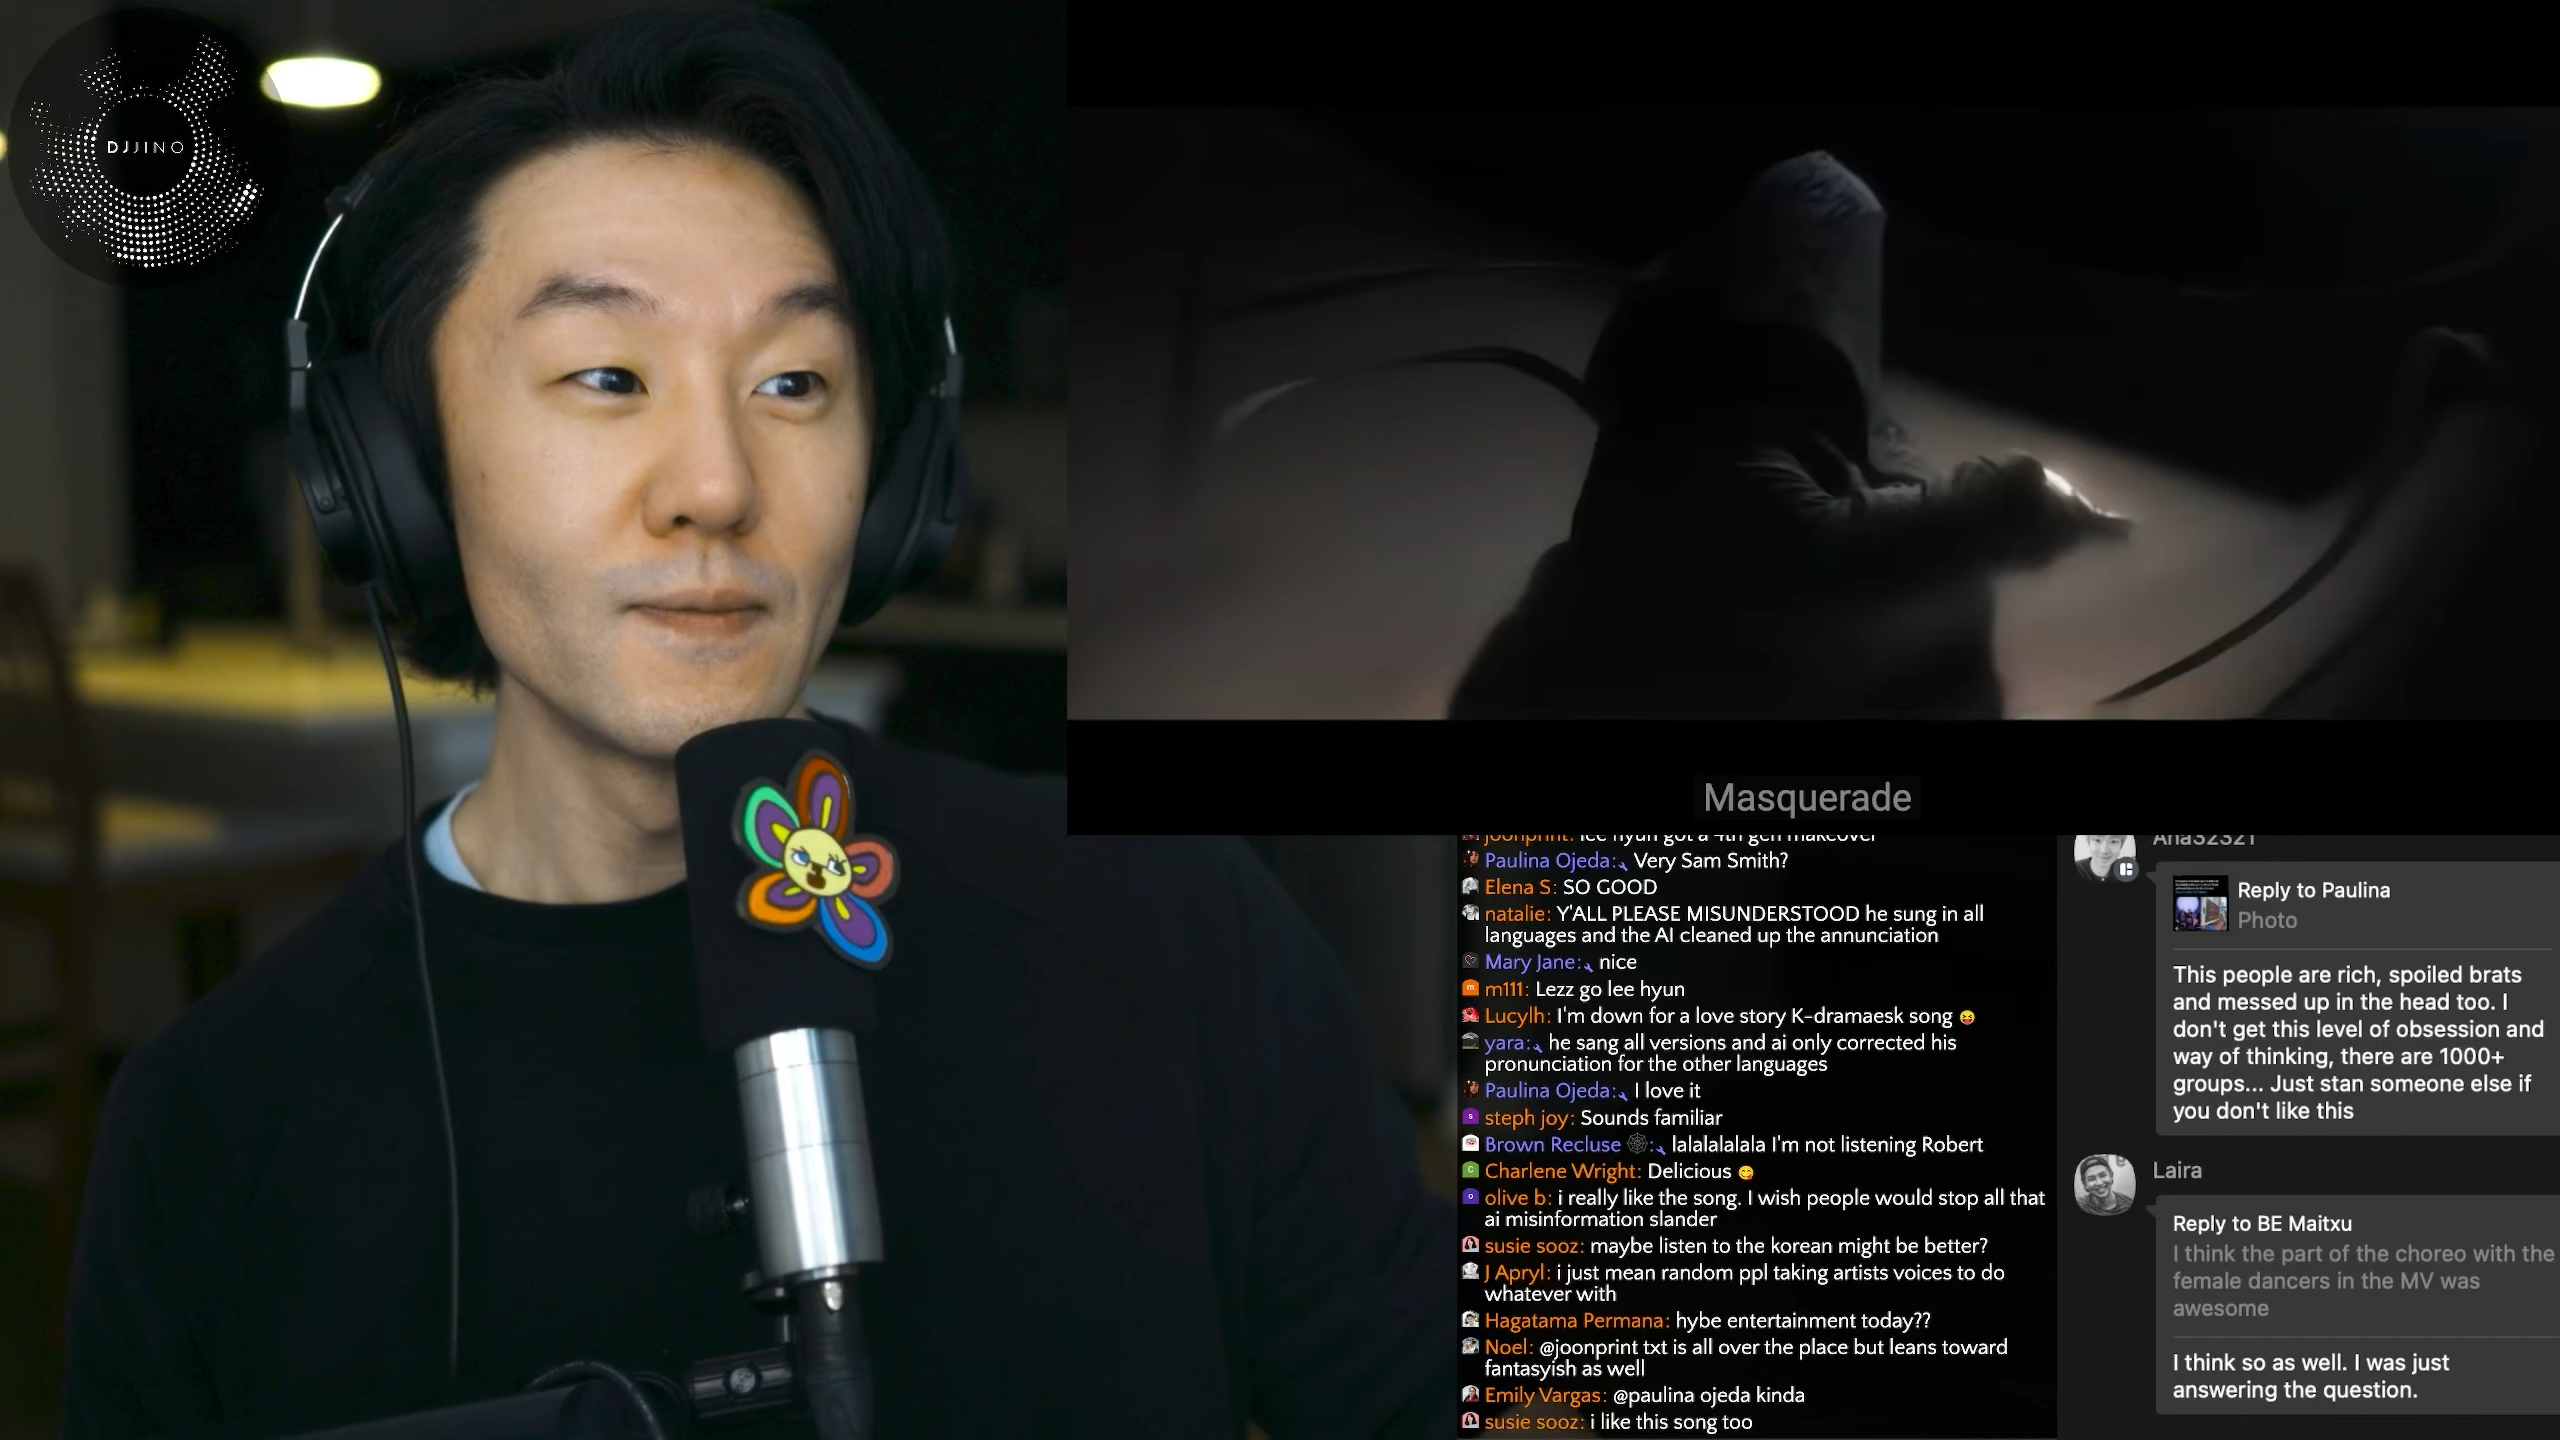 DJJINO
Masquerade
joonprint: lee hyun got a 4th gen makeover
Paulina Ojeda: Very Sam Smith?
Elena S: SO GOOD
natalie: Y'ALL PLEASE MISUNDERSTOOD he sung in all
languages and the AI cleaned up the annunciation
Mary Jane: nice
m111: Lezz go lee hyun
Lucylh: I'm down for a love story K-dramaesk song 😝
yara: he sang all versions and ai only corrected his
pronunciation for the other languages
Paulina Ojeda: I love it
steph joy: Sounds familiar
Brown Recluse 🕸: lalalalalala I'm not listening Robert
Charlene Wright: Delicious 😋
olive b: i really like the song. I wish people would stop all that
ai misinformation slander
susie sooz: maybe listen to the korean might be better?
J Apryl: i just mean random ppl taking artists voices to do
whatever with
Hagatama Permana: hybe entertainment today??
Noel: @joonprint txt is all over the place but leans toward
fantasyish as well
Emily Vargas: @paulina ojeda kinda
susie sooz: i like this song too
Ana32321
Reply to Paulina
Photo
This people are rich, spoiled brats
and messed up in the head too. I
don't get this level of obsession and
way of thinking, there are 1000+
groups... Just stan someone else if
you don't like this
Laira
Reply to BE Maitxu
I think the part of the choreo with the
female dancers in the MV was
awesome
I think so as well. I was just
answering the question.